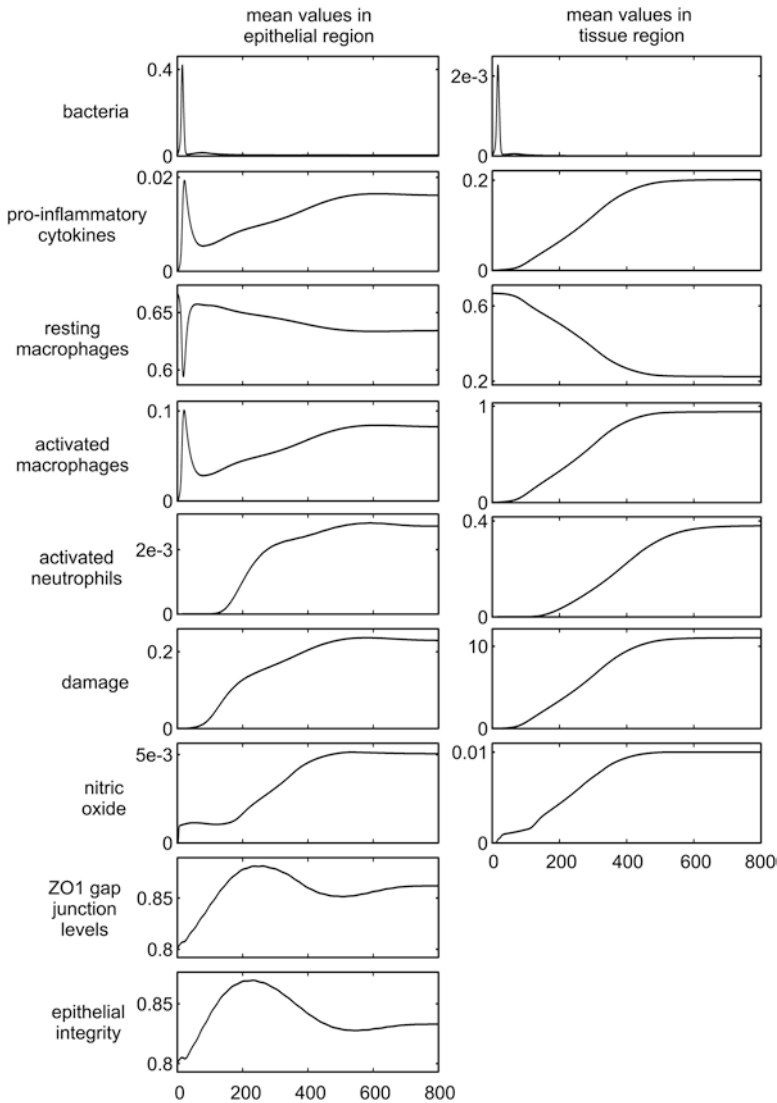 mean values in
epithelial region
mean values in
tissue region
bacteria
0.4
0
2e-3
0
pro-inflammatory
cytokines
0.02
0
0.2
0
resting
macrophages
0.65
0.6
0.6
0.2
activated
macrophages
0.1
0
1
0
activated
neutrophils
2e-3
0
0.4
0
damage
0.2
0
10
0
nitric
oxide
5e-3
0
0.01
0
0 200 400 600 800
ZO1 gap
junction
levels
0.85
0.8
epithelial
integrity
0.85
0.8
0 200 400 600 800